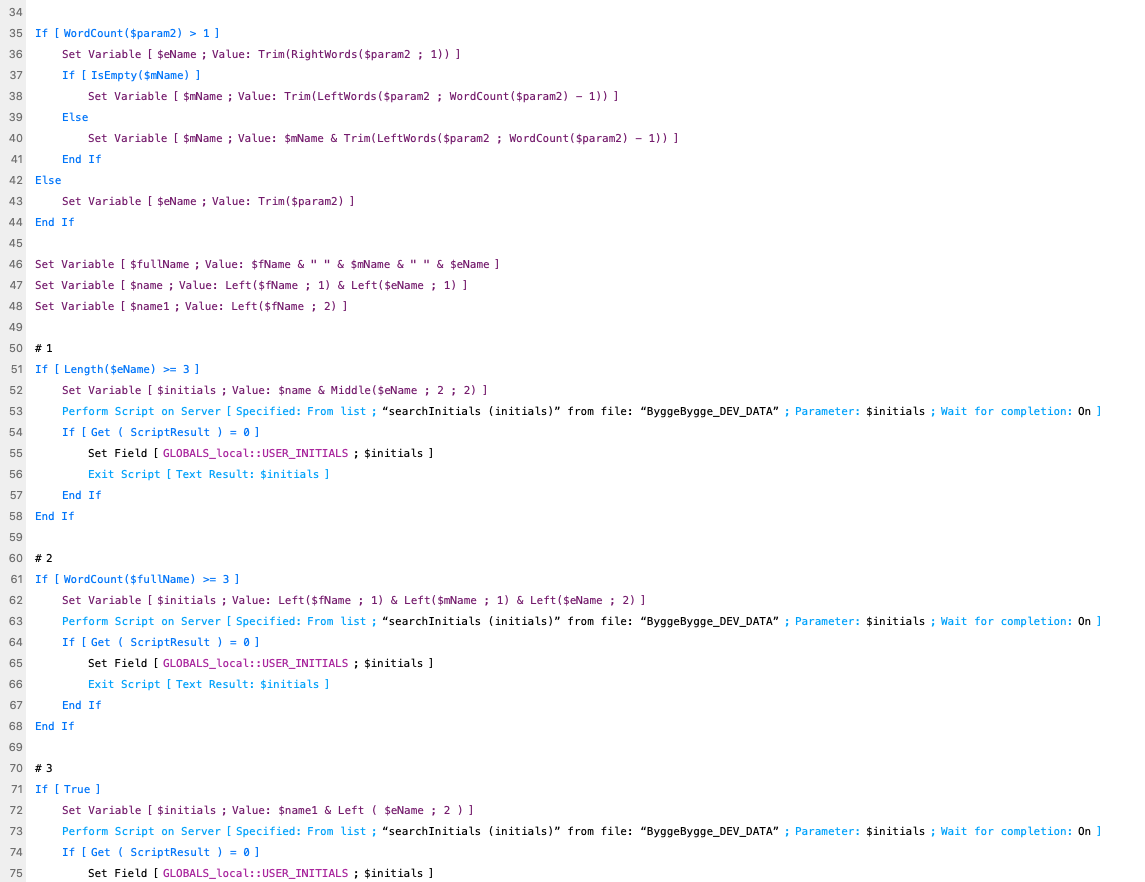 34
35 If [ WordCount($param2) > 1 ]
36 Set Variable [ $eName ; Value: Trim(RightWords($param2 ; 1)) ]
37 If [ IsEmpty($mName) ]
38 Set Variable [ $mName ; Value: Trim(LeftWords($param2 ; WordCount($param2) − 1)) ]
39 Else
40 Set Variable [ $mName ; Value: $mName & Trim(LeftWords($param2 ; WordCount($param2) − 1)) ]
41 End If
42 Else
43 Set Variable [ $eName ; Value: Trim($param2) ]
44 End If
45
46 Set Variable [ $fullName ; Value: $fName & " " & $mName & " " & $eName ]
47 Set Variable [ $name ; Value: Left($fName ; 1) & Left($eName ; 1) ]
48 Set Variable [ $name1 ; Value: Left($fName ; 2) ]
49
50 # 1
51 If [ Length($eName) >= 3 ]
52 Set Variable [ $initials ; Value: $name & Middle($eName ; 2 ; 2) ]
53 Perform Script on Server [ Specified: From list ; “searchInitials (initials)” from file: “ByggeBygge_DEV_DATA” ; Parameter: $initials ; Wait for completion: On ]
54 If [ Get ( ScriptResult ) = 0 ]
55 Set Field [ GLOBALS_local::USER_INITIALS ; $initials ]
56 Exit Script [ Text Result: $initials ]
57 End If
58 End If
59
60 # 2
61 If [ WordCount($fullName) >= 3 ]
62 Set Variable [ $initials ; Value: Left($fName ; 1) & Left($mName ; 1) & Left($eName ; 2) ]
63 Perform Script on Server [ Specified: From list ; “searchInitials (initials)” from file: “ByggeBygge_DEV_DATA” ; Parameter: $initials ; Wait for completion: On ]
64 If [ Get ( ScriptResult ) = 0 ]
65 Set Field [ GLOBALS_local::USER_INITIALS ; $initials ]
66 Exit Script [ Text Result: $initials ]
67 End If
68 End If
69
70 # 3
71 If [ True ]
72 Set Variable [ $initials ; Value: $name1 & Left ( $eName ; 2 ) ]
73 Perform Script on Server [ Specified: From list ; “searchInitials (initials)” from file: “ByggeBygge_DEV_DATA” ; Parameter: $initials ; Wait for completion: On ]
74 If [ Get ( ScriptResult ) = 0 ]
75 Set Field [ GLOBALS_local::USER_INITIALS ; $initials ]